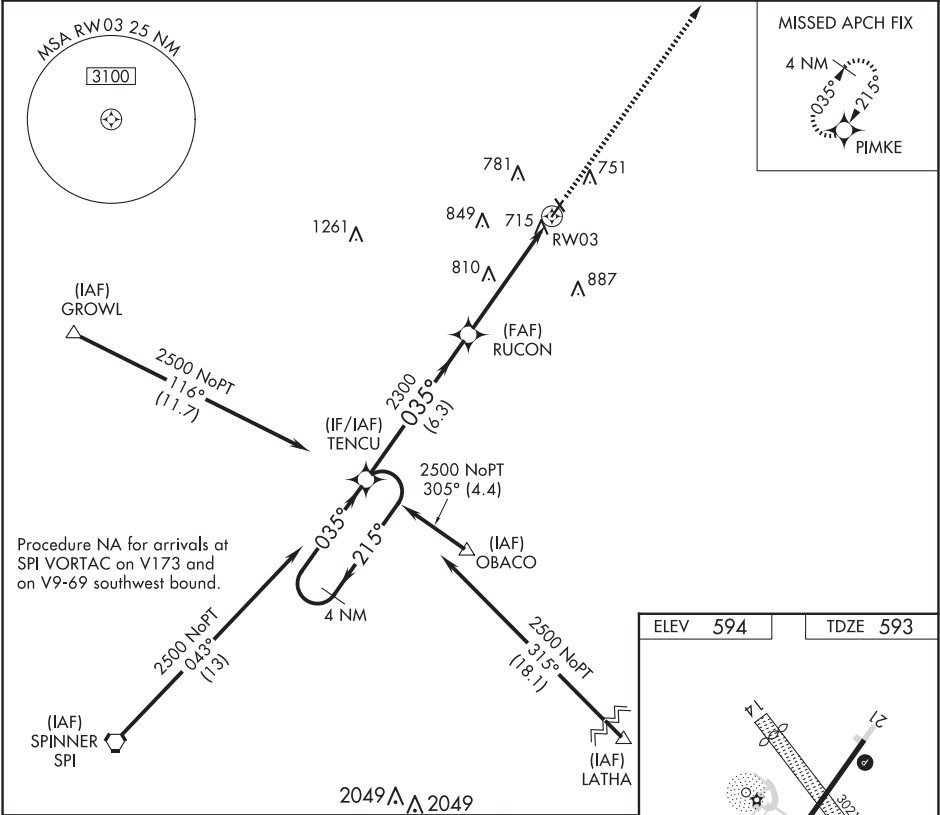 MSA RW03 25 NM
3100
MISSED APCH FIX
4 NM
035°
215°
PIMKE
781
751
1261
849
715
RW03
810
887
(IAF)
GROWL
(FAF)
RUCON
2500 NoPT
116°
(11.7)
2300
035°
(6.3)
(IF/IAF)
TENCU
2500 NoPT
305° (4.4)
035°
215°
(IAF)
OBACO
Procedure NA for arrivals at
SPI VORTAC on V173 and
on V9-69 southwest bound.
4 NM
2500 NoPT
043°
(13)
2500 NoPT
315°
(18.1)
ELEV 594
TDZE 593
(IAF)
SPINNER
SPI
(IAF)
LATHA
2049
2049
14
21
P
3021